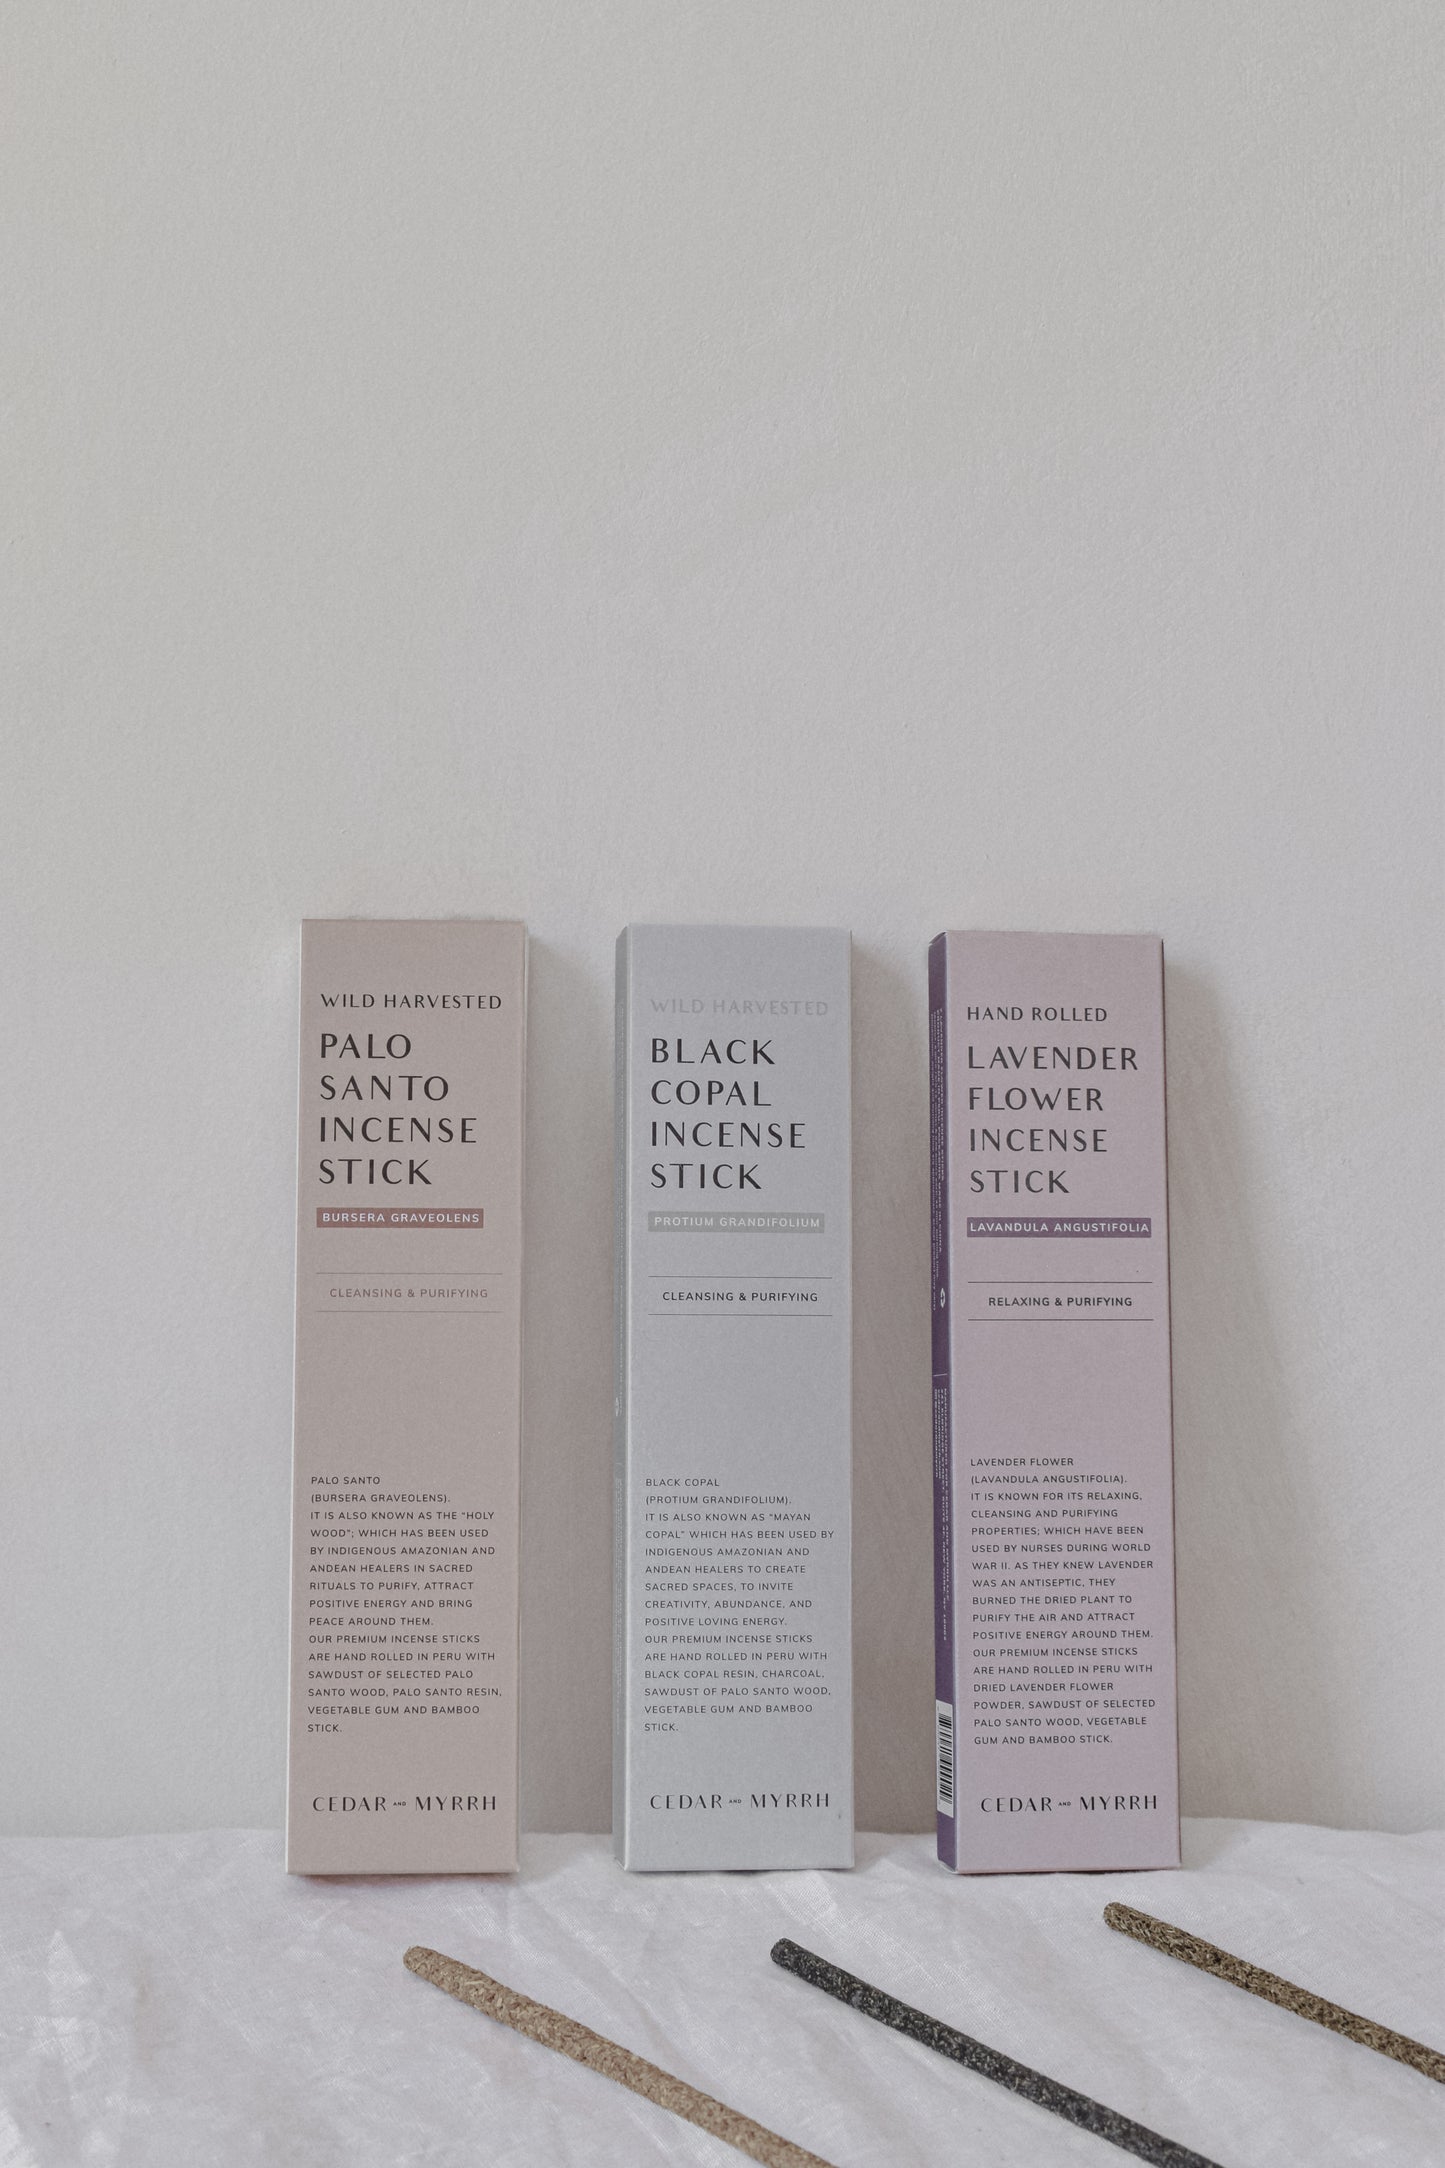 WILD HARVESTED
PALO
SANTO
INCENSE
STICK
BURSERA GRAVEOLENS
CLEANSING & PURIFYING
PALO SANTO
(BURSERA GRAVEOLENS).
IT IS ALSO KNOWN AS THE "HOLY
WOOD"; WHICH HAS BEEN USED
BY INDIGENOUS AMAZONIAN AND
ANDEAN HEALERS IN SACRED
RITUALS TO PURIFY, ATTRACT
POSITIVE ENERGY AND BRING
PEACE AROUND THEM.
OUR PREMIUM INCENSE STICKS
ARE HAND ROLLED IN PERU WITH
SAWDUST OF SELECTED PALO
SANTO WOOD, PALO SANTO RESIN,
VEGETABLE GUM AND BAMBOO
STICK.
CEDAR AND MYRRH
WILD HARVESTED
BLACK
COPAL
INCENSE
STICK
PROTIUM GRANDIFOLIUM
CLEANSING & PURIFYING
BLACK COPAL
(PROTIUM GRANDIFOLIUM).
IT IS ALSO KNOWN AS "MAYAN
COPAL" WHICH HAS BEEN USED BY
INDIGENOUS AMAZONIAN AND
ANDEAN HEALERS TO CREATE
SACRED SPACES, TO INVITE
CREATIVITY, ABUNDANCE, AND
POSITIVE LOVING ENERGY.
OUR PREMIUM INCENSE STICKS
ARE HAND ROLLED IN PERU WITH
BLACK COPAL RESIN, CHARCOAL,
SAWDUST OF PALO SANTO WOOD,
VEGETABLE GUM AND BAMBOO
STICK.
CEDAR AND MYRRH
HAND ROLLED
LAVENDER
FLOWER
INCENSE
STICK
LAVANDULA ANGUSTIFOLIA
RELAXING & PURIFYING
LAVENDER FLOWER
(LAVANDULA ANGUSTIFOLIA).
IT IS KNOWN FOR ITS RELAXING,
CLEANSING AND PURIFYING
PROPERTIES; WHICH HAVE BEEN
USED BY NURSES DURING WORLD
WAR II. AS THEY KNEW LAVENDER
WAS AN ANTISEPTIC, THEY
BURNED THE DRIED PLANT TO
PURIFY THE AIR AND ATTRACT
POSITIVE ENERGY AROUND THEM.
OUR PREMIUM INCENSE STICKS
ARE HAND ROLLED IN PERU WITH
DRIED LAVENDER FLOWER
POWDER, SAWDUST OF SELECTED
PALO SANTO WOOD, VEGETABLE
GUM AND BAMBOO STICK.
CEDAR AND MYRRH